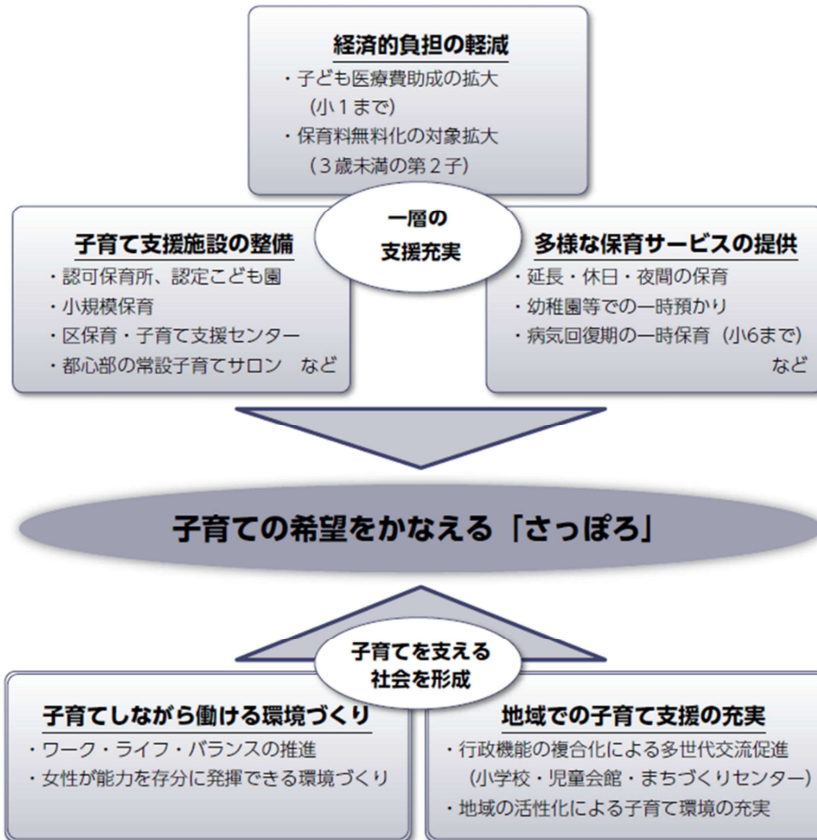 経済的負担の軽減
・子ども医療費助成の拡大
（小１まで）
・保育料無料化の対象拡大
（３歳未満の第２子）
一層の
支援充実
子育て支援施設の整備
・認可保育所、認定こども園
・小規模保育
・区保育・子育て支援センター
・都心部の常設子育てサロン　など
多様な保育サービスの提供
・延長・休日・夜間の保育
・幼稚園等での一時預かり
・病気回復期の一時保育（小6まで）
など
子育ての希望をかなえる「さっぽろ」
子育てを支える
社会を形成
子育てしながら働ける環境づくり
・ワーク・ライフ・バランスの推進
・女性が能力を存分に発揮できる環境づくり
地域での子育て支援の充実
・行政機能の複合化による多世代交流促進
（小学校・児童会館・まちづくりセンター）
・地域の活性化による子育て環境の充実